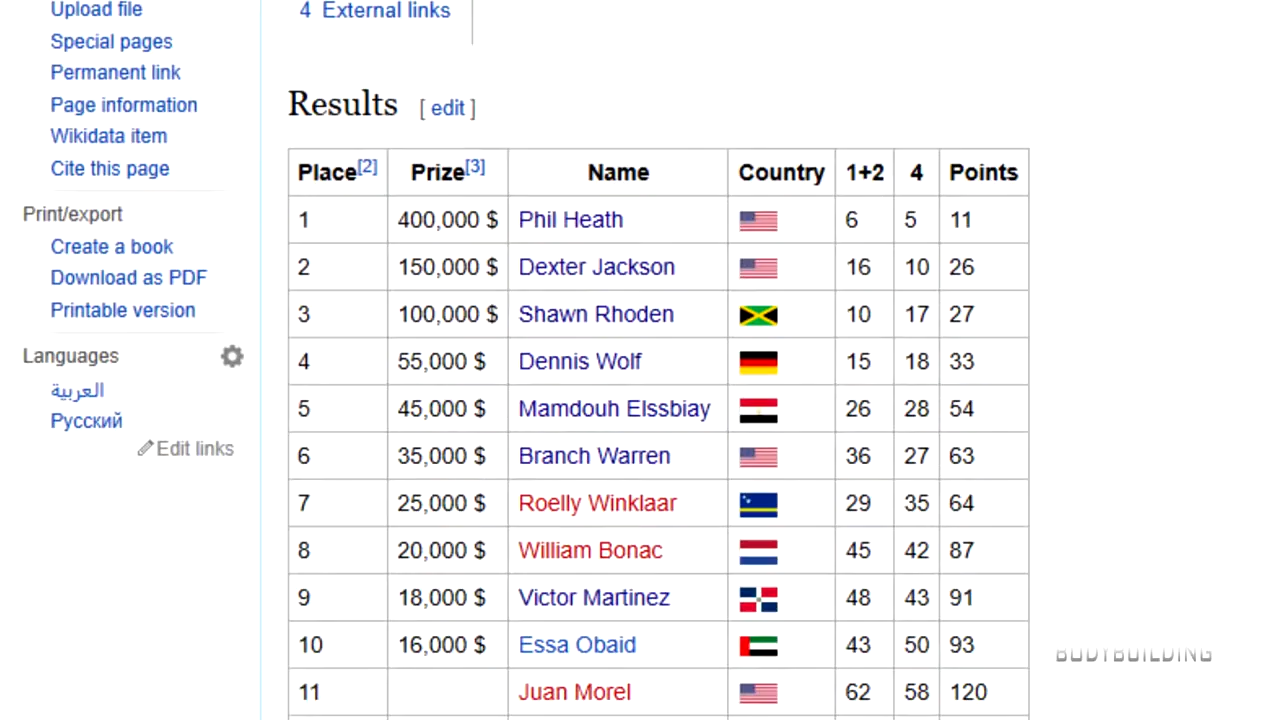 Upload file
Special pages
Permanent link
Page information
Wikidata item
Cite this page
Print/export
Create a book
Download as PDF
Printable version
Languages
العربية
Русский
Edit links
4 External links
Results [ edit ]
Place[2] Prize[3] Name Country 1+2 4 Points
1 400,000 $ Phil Heath 6 5 11
2 150,000 $ Dexter Jackson 16 10 26
3 100,000 $ Shawn Rhoden 10 17 27
4 55,000 $ Dennis Wolf 15 18 33
5 45,000 $ Mamdouh Elssbiay 26 28 54
6 35,000 $ Branch Warren 36 27 63
7 25,000 $ Roelly Winklaar 29 35 64
8 20,000 $ William Bonac 45 42 87
9 18,000 $ Victor Martinez 48 43 91
10 16,000 $ Essa Obaid 43 50 93
11 Juan Morel 62 58 120
BODYBUILDING